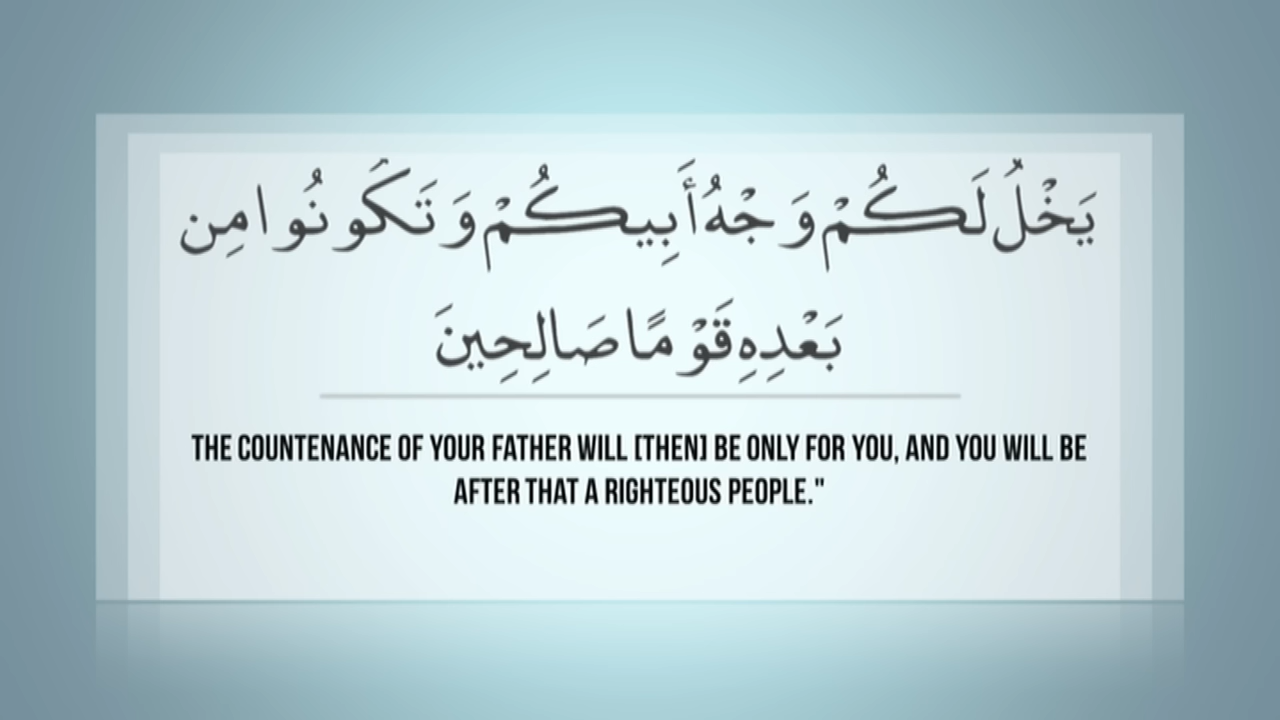 يَخْلُ لَكُمْ وَجْهُ أَبِيكُمْ وَتَكُونُوا مِن
بَعْدِهِ قَوْمًا صَالِحِينَ
THE COUNTENANCE OF YOUR FATHER WILL [THEN] BE ONLY FOR YOU, AND YOU WILL BE
AFTER THAT A RIGHTEOUS PEOPLE."